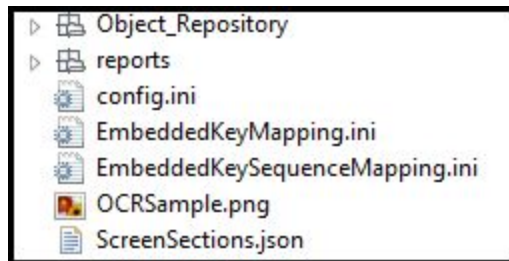 Object_Repository
reports
config.ini
EmbeddedKeyMapping.ini
EmbeddedKeySequenceMapping.ini
OCRSample.png
ScreenSections.json